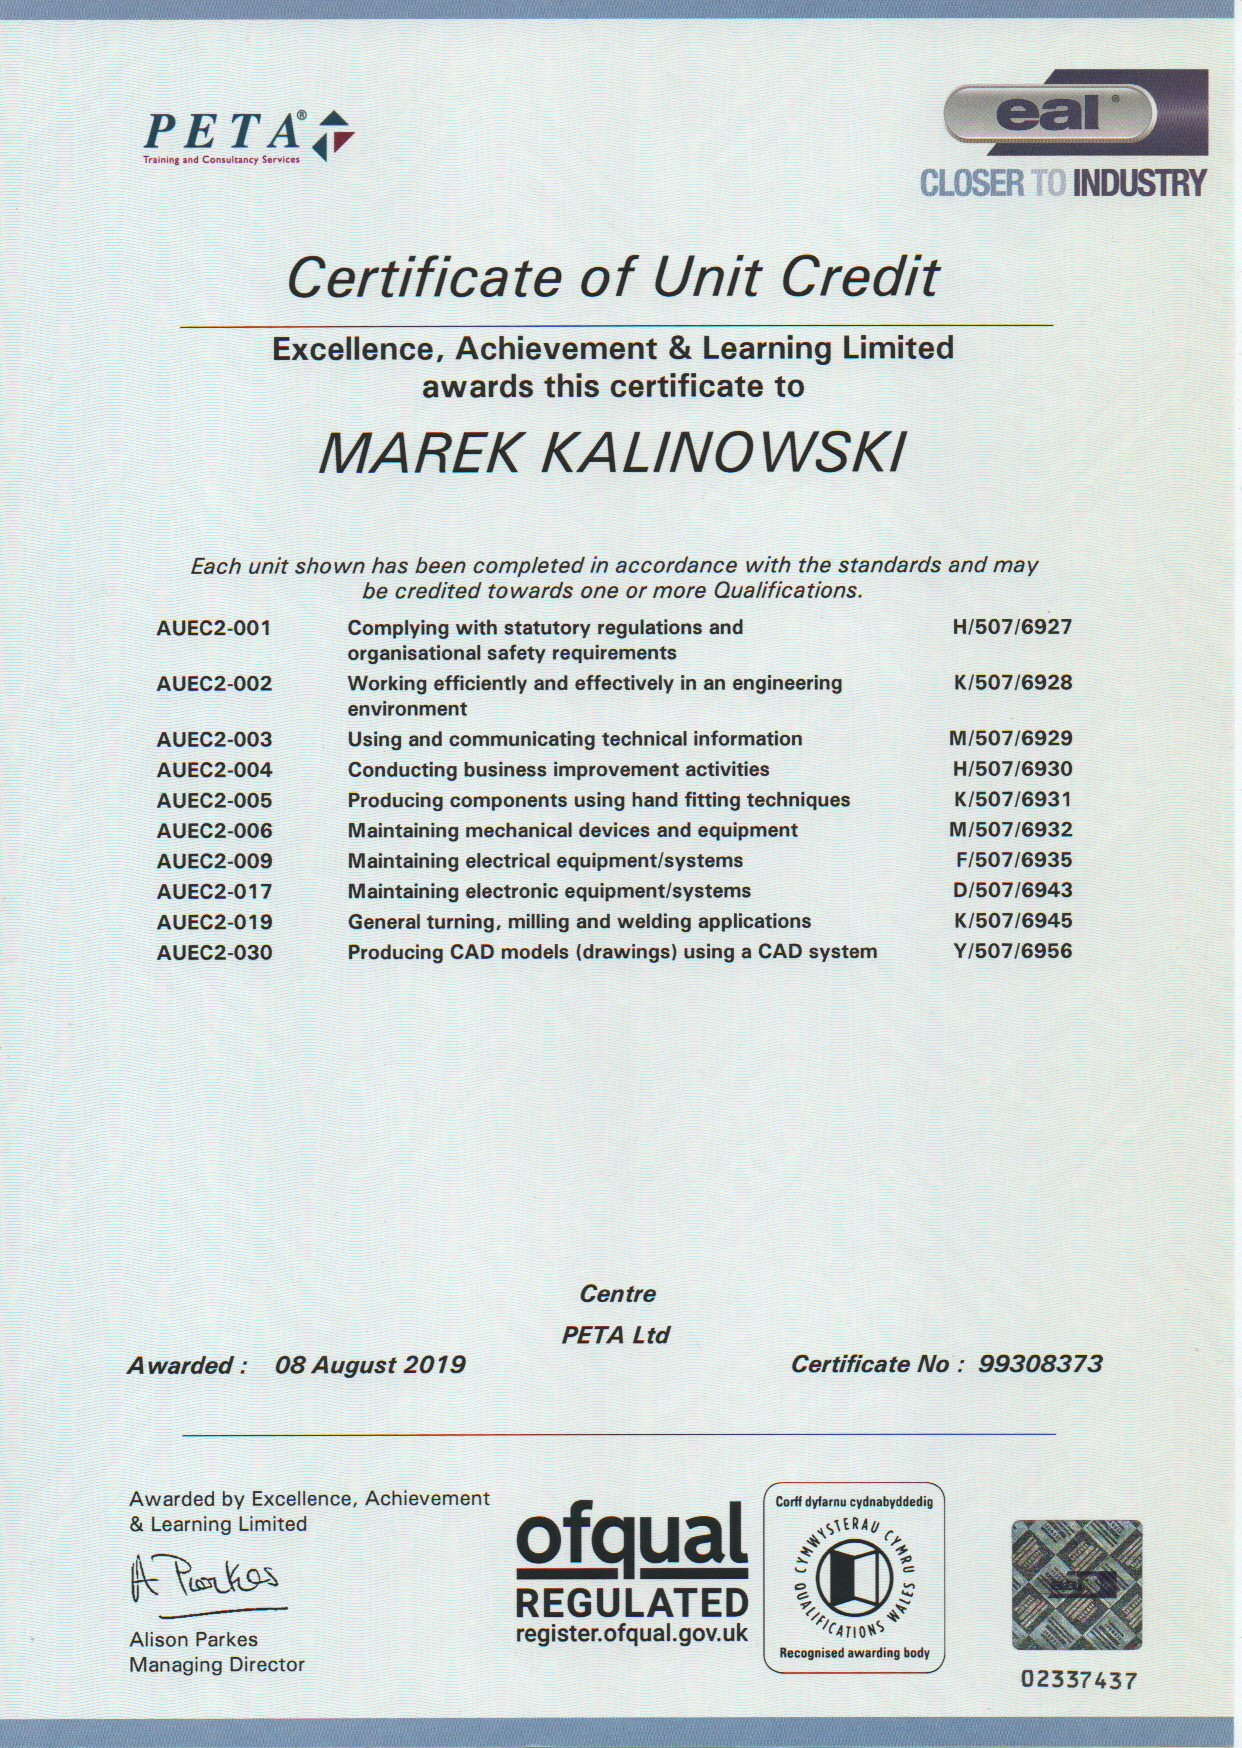 PETA®
Training and Consultancy Services
eal®
CLOSER TO INDUSTRY
Certificate of Unit Credit
Excellence, Achievement & Learning Limited
awards this certificate to
MAREK KALINOWSKI
Each unit shown has been completed in accordance with the standards and may
be credited towards one or more Qualifications.
AUEC2-001 Complying with statutory regulations and H/507/6927
organisational safety requirements
AUEC2-002 Working efficiently and effectively in an engineering K/507/6928
environment
AUEC2-003 Using and communicating technical information M/507/6929
AUEC2-004 Conducting business improvement activities H/507/6930
AUEC2-005 Producing components using hand fitting techniques K/507/6931
AUEC2-006 Maintaining mechanical devices and equipment M/507/6932
AUEC2-009 Maintaining electrical equipment/systems F/507/6935
AUEC2-017 Maintaining electronic equipment/systems D/507/6943
AUEC2-019 General turning, milling and welding applications K/507/6945
AUEC2-030 Producing CAD models (drawings) using a CAD system Y/507/6956
Centre
PETA Ltd
Awarded : 08 August 2019 Certificate No : 99308373
Awarded by Excellence, Achievement
& Learning Limited
A Parkes
Alison Parkes
Managing Director
ofqual
REGULATED
register.ofqual.gov.uk
Corff dyfarnu cydnabyddedig
CYMWYSTERAU CYMRU
QUALIFICATIONS WALES
Recognised awarding body
eal
02337437